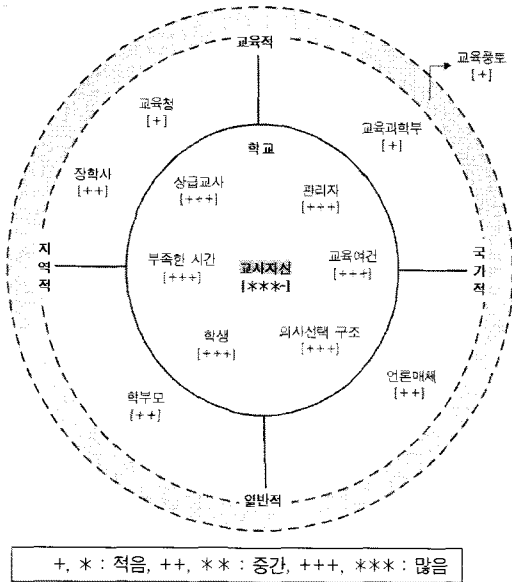 교육적
교육풍토
[+]
교육청
[+]
교육과학부
[+]
학교
장학사
[++]
상급교사
[+++]
관리자
[+++]
지역적
부족한 시간
[+++]
교사자신
[***]
교육여건
[+++]
국가적
학생
[+++]
의사선택 구조
[+++]
학부모
[++]
언론매체
[++]
일반적
+, * : 적음, ++, ** : 중간, +++, *** : 많음